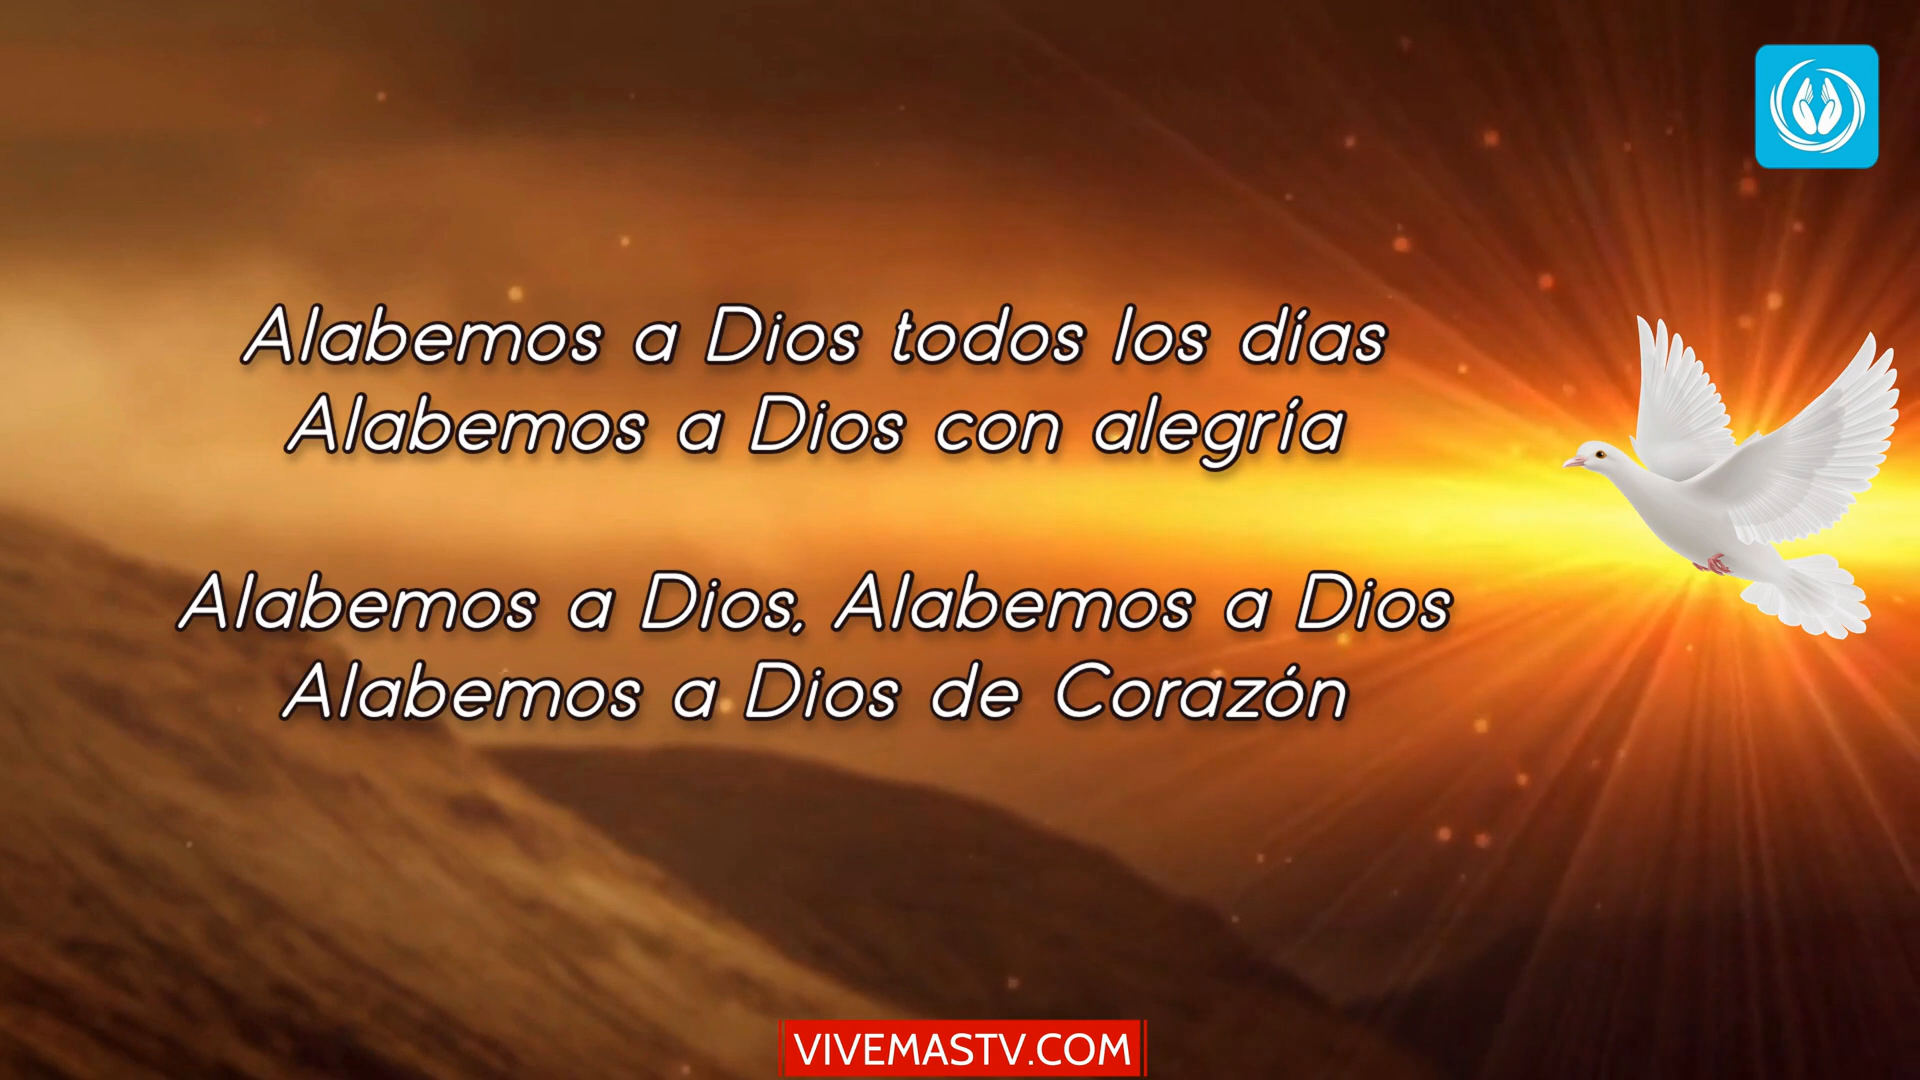 Alabemos a Dios todos los días
Alabemos a Dios con alegría
Alabemos a Dios, Alabemos a Dios
Alabemos a Dios de Corazón
VIVEMASTV.COM